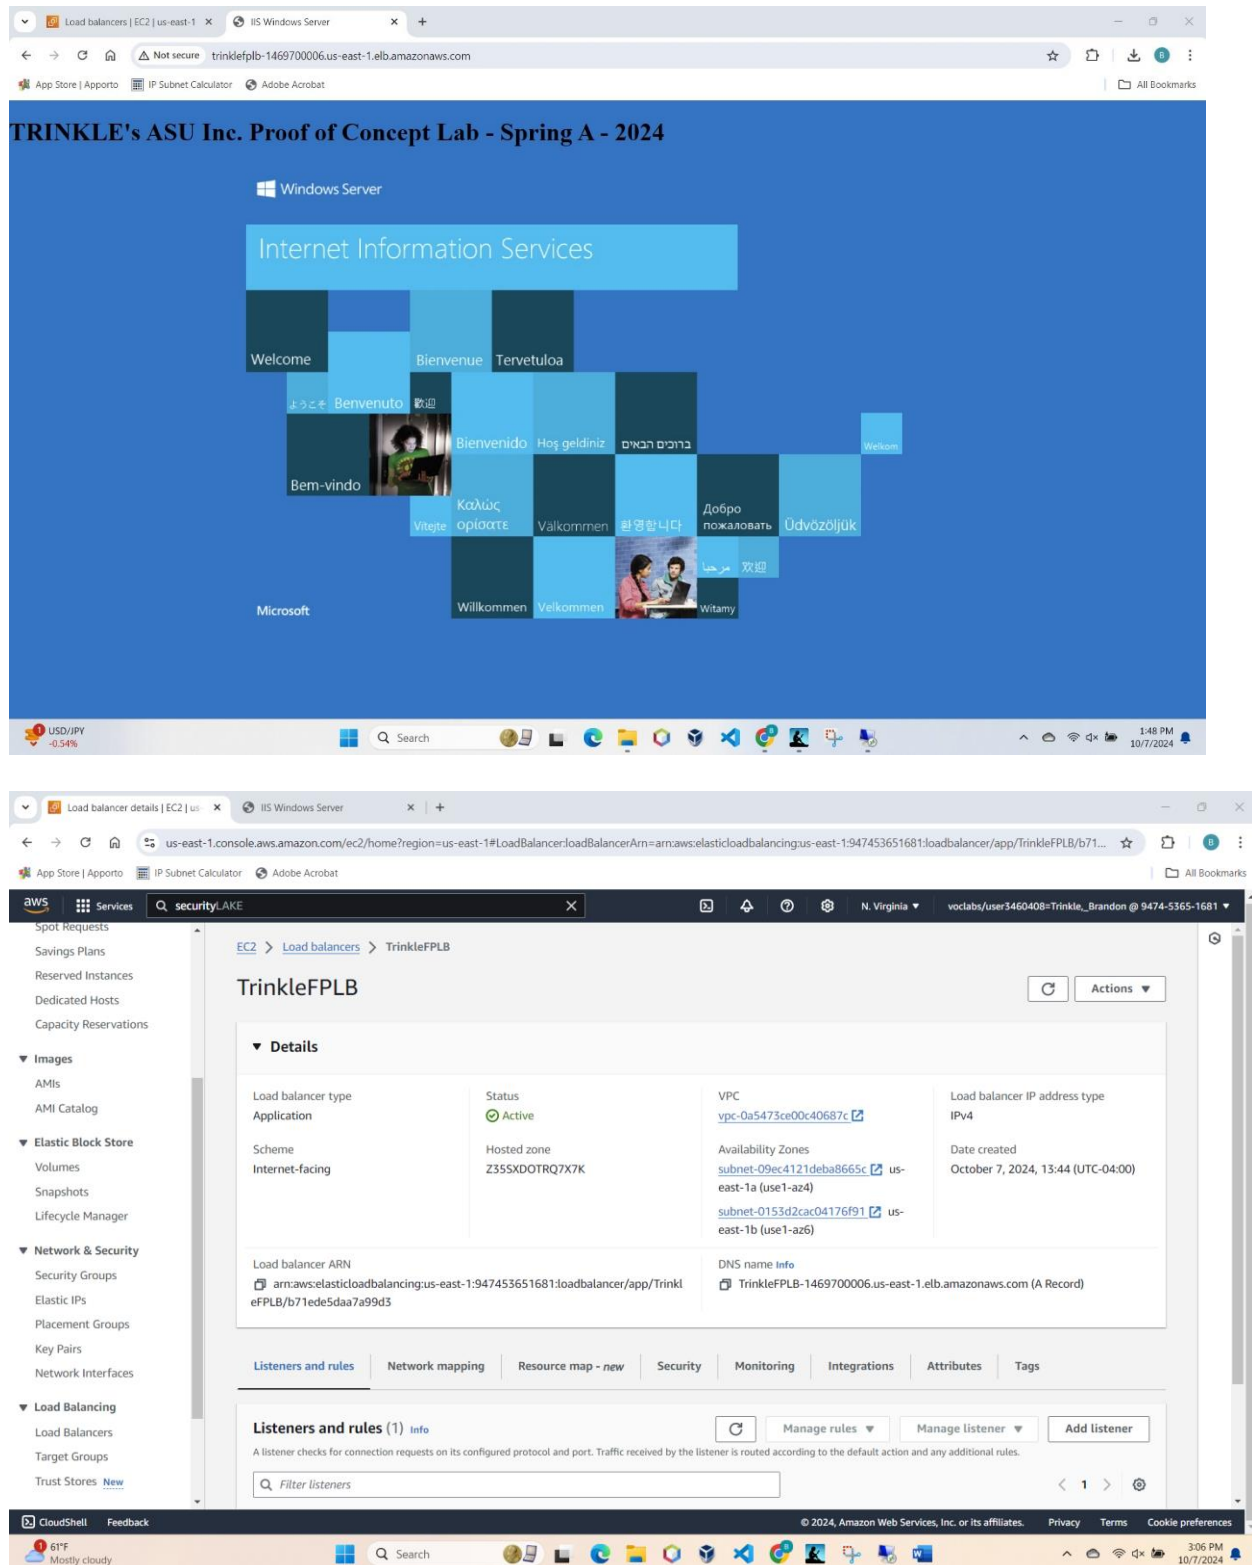 Load balancers | EC2 | us-east-1
IIS Windows Server
Not secure
trinklefplb-1469700006.us-east-1.elb.amazonaws.com
B
App Store | Apporto
IP Subnet Calculator
Adobe Acrobat
All Bookmarks
TRINKLE's ASU Inc. Proof of Concept Lab - Spring A - 2024
Windows Server
Internet Information Services
Welcome
Bienvenue
Tervetuloa
ようこそ
Benvenuto
歡迎
Bem-vindo
Bienvenido
Hoş geldiniz
ברוכים הבאים
Welkom
Vítejte
Καλώς
ορίσατε
Välkommen
환영합니다
Добро
пожаловать
Üdvözöljük
Microsoft
Willkommen
Velkommen
مرحبا
欢迎
Witamy
1
USD/JPY
-0.54%
Search
1:48 PM
10/7/2024
Load balancer details | EC2 | us-
IIS Windows Server
us-east-1.console.aws.amazon.com/ec2/home?region=us-east-1#LoadBalancer:loadBalancerArn=arn:aws:elasticloadbalancing:us-east-1:947453651681:loadbalancer/app/TrinkleFPLB/b71...
B
App Store | Apporto
IP Subnet Calculator
Adobe Acrobat
All Bookmarks
aws
Services
securityLAKE
N. Virginia
voclabs/user3460408=Trinkle,_Brandon @ 9474-5365-1681
Spot Requests
Savings Plans
Reserved Instances
Dedicated Hosts
Capacity Reservations
Images
AMIs
AMI Catalog
Elastic Block Store
Volumes
Snapshots
Lifecycle Manager
Network & Security
Security Groups
Elastic IPs
Placement Groups
Key Pairs
Network Interfaces
Load Balancing
Load Balancers
Target Groups
Trust Stores New
EC2 > Load balancers > TrinkleFPLB
TrinkleFPLB
Actions
Details
Load balancer type
Application
Status
Active
VPC
vpc-0a5473ce00c40687c
Load balancer IP address type
IPv4
Scheme
Internet-facing
Hosted zone
Z35SXDOTRQ7X7K
Availability Zones
subnet-09ec4121deba8665c us-
east-1a (use1-az4)
subnet-0153d2cac04176f91 us-
east-1b (use1-az6)
Date created
October 7, 2024, 13:44 (UTC-04:00)
Load balancer ARN
arn:aws:elasticloadbalancing:us-east-1:947453651681:loadbalancer/app/Trinkl
eFPLB/b71ede5daa7a99d3
DNS name Info
TrinkleFPLB-1469700006.us-east-1.elb.amazonaws.com (A Record)
Listeners and rules
Network mapping
Resource map - new
Security
Monitoring
Integrations
Attributes
Tags
Listeners and rules (1) Info
Manage rules
Manage listener
Add listener
A listener checks for connection requests on its configured protocol and port. Traffic received by the listener is routed according to the default action and any additional rules.
Filter listeners
1
CloudShell
Feedback
© 2024, Amazon Web Services, Inc. or its affiliates.
Privacy
Terms
Cookie preferences
1
61°F
Mostly cloudy
Search
3:06 PM
10/7/2024